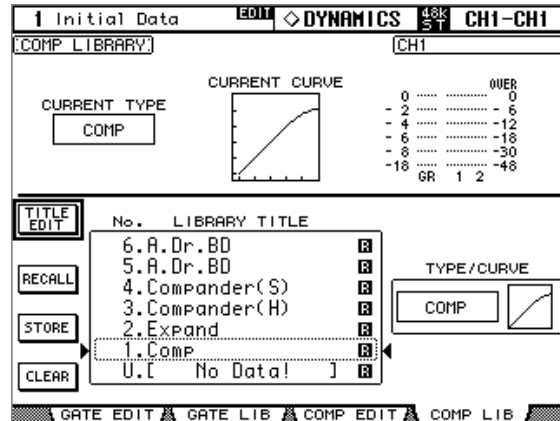 1 Initial Data EDIT ◇DYNAMICS 48k ST CH1-CH1
COMP LIBRARY CH1
CURRENT TYPE
COMP
CURRENT CURVE
OVER
0 0
- 2 - 6
- 4 -12
- 6 -18
- 8 -30
-18 -48
GR 1 2
TITLE EDIT
No. LIBRARY TITLE
6.A.Dr.BD R
5.A.Dr.BD R
RECALL
4.Compander(S) R
3.Compander(H) R
STORE
2.Expand R
1.Comp R
CLEAR
U.[ No Data! ] R
TYPE/CURVE
COMP
GATE EDIT GATE LIB COMP EDIT COMP LIB